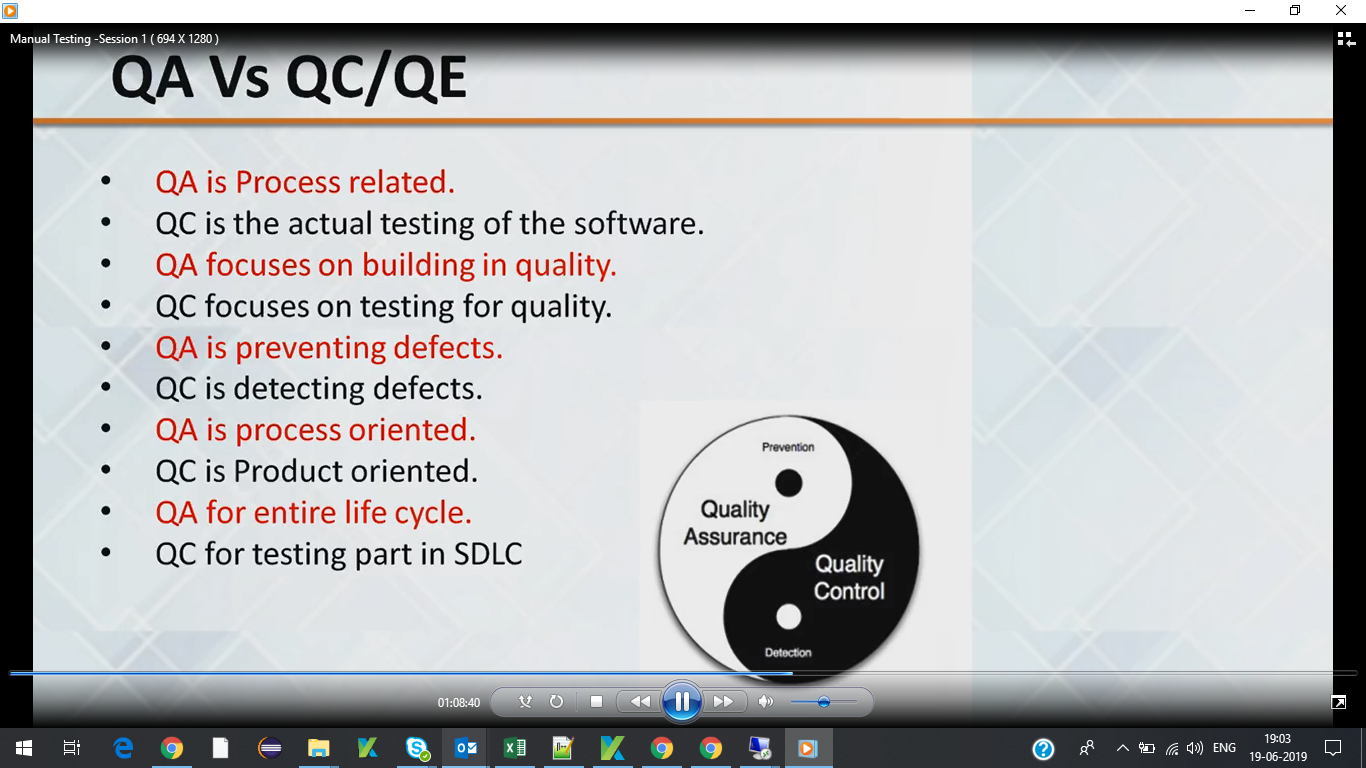 Manual Testing -Session 1 ( 694 X 1280 )
QA Vs QC/QE
• QA is Process related.
• QC is the actual testing of the software.
• QA focuses on building in quality.
• QC focuses on testing for quality.
• QA is preventing defects.
• QC is detecting defects.
• QA is process oriented.
• QC is Product oriented.
• QA for entire life cycle.
• QC for testing part in SDLC
Prevention
Quality
Assurance
Quality
Control
Detection
01:08:40
ENG
19:03
19-06-2019